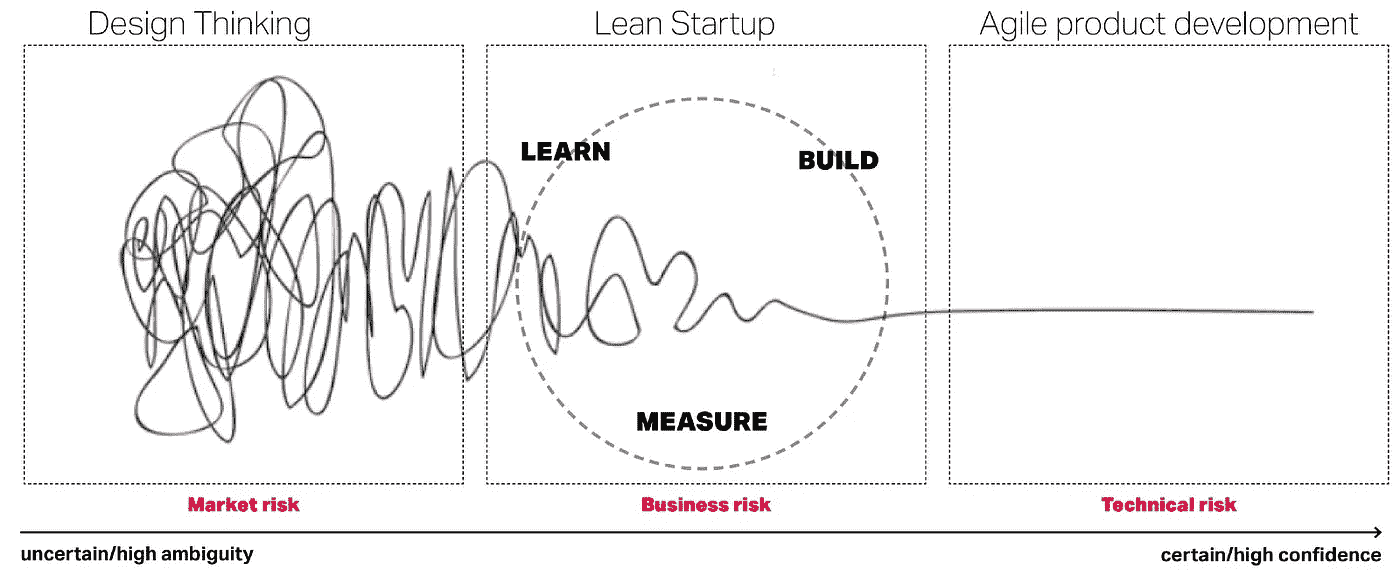 Design Thinking
Lean Startup
Agile product development
LEARN
BUILD
MEASURE
Market risk
Business risk
Technical risk
uncertain/high ambiguity
certain/high confidence